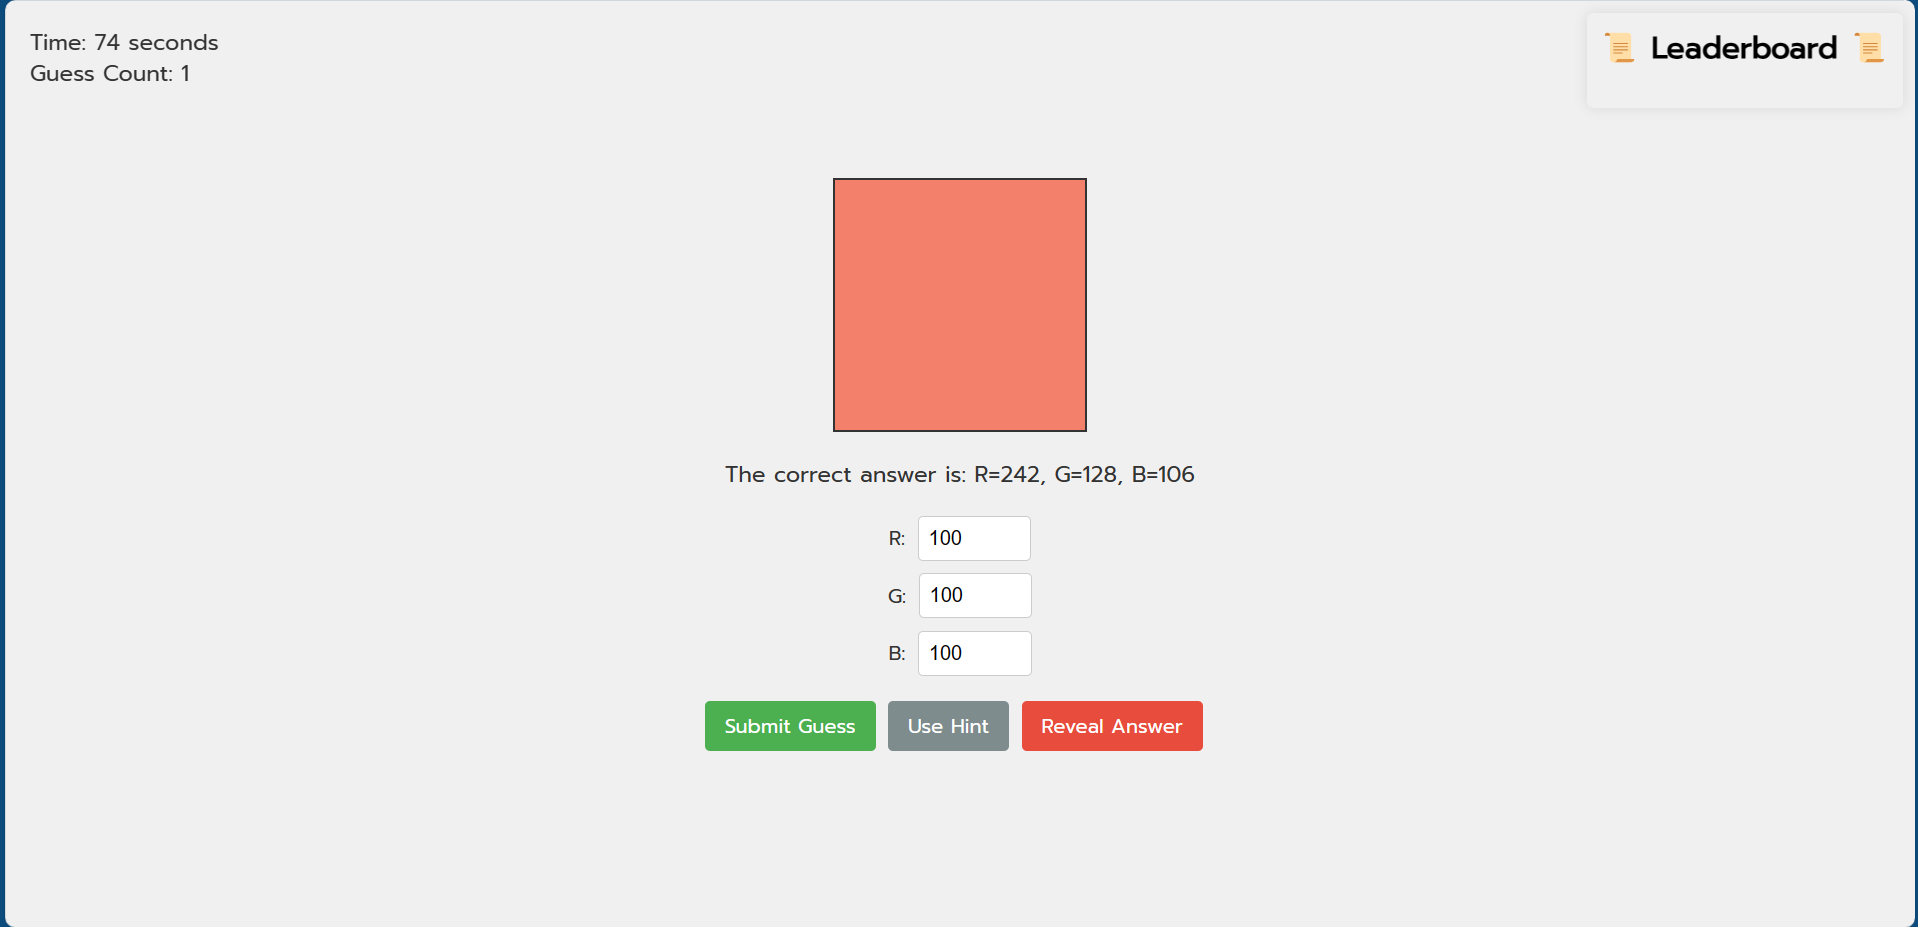 Time: 74 seconds
Guess Count: 1
Leaderboard
The correct answer is: R=242, G=128, B=106
R: 100
G: 100
B: 100
Submit Guess Use Hint Reveal Answer